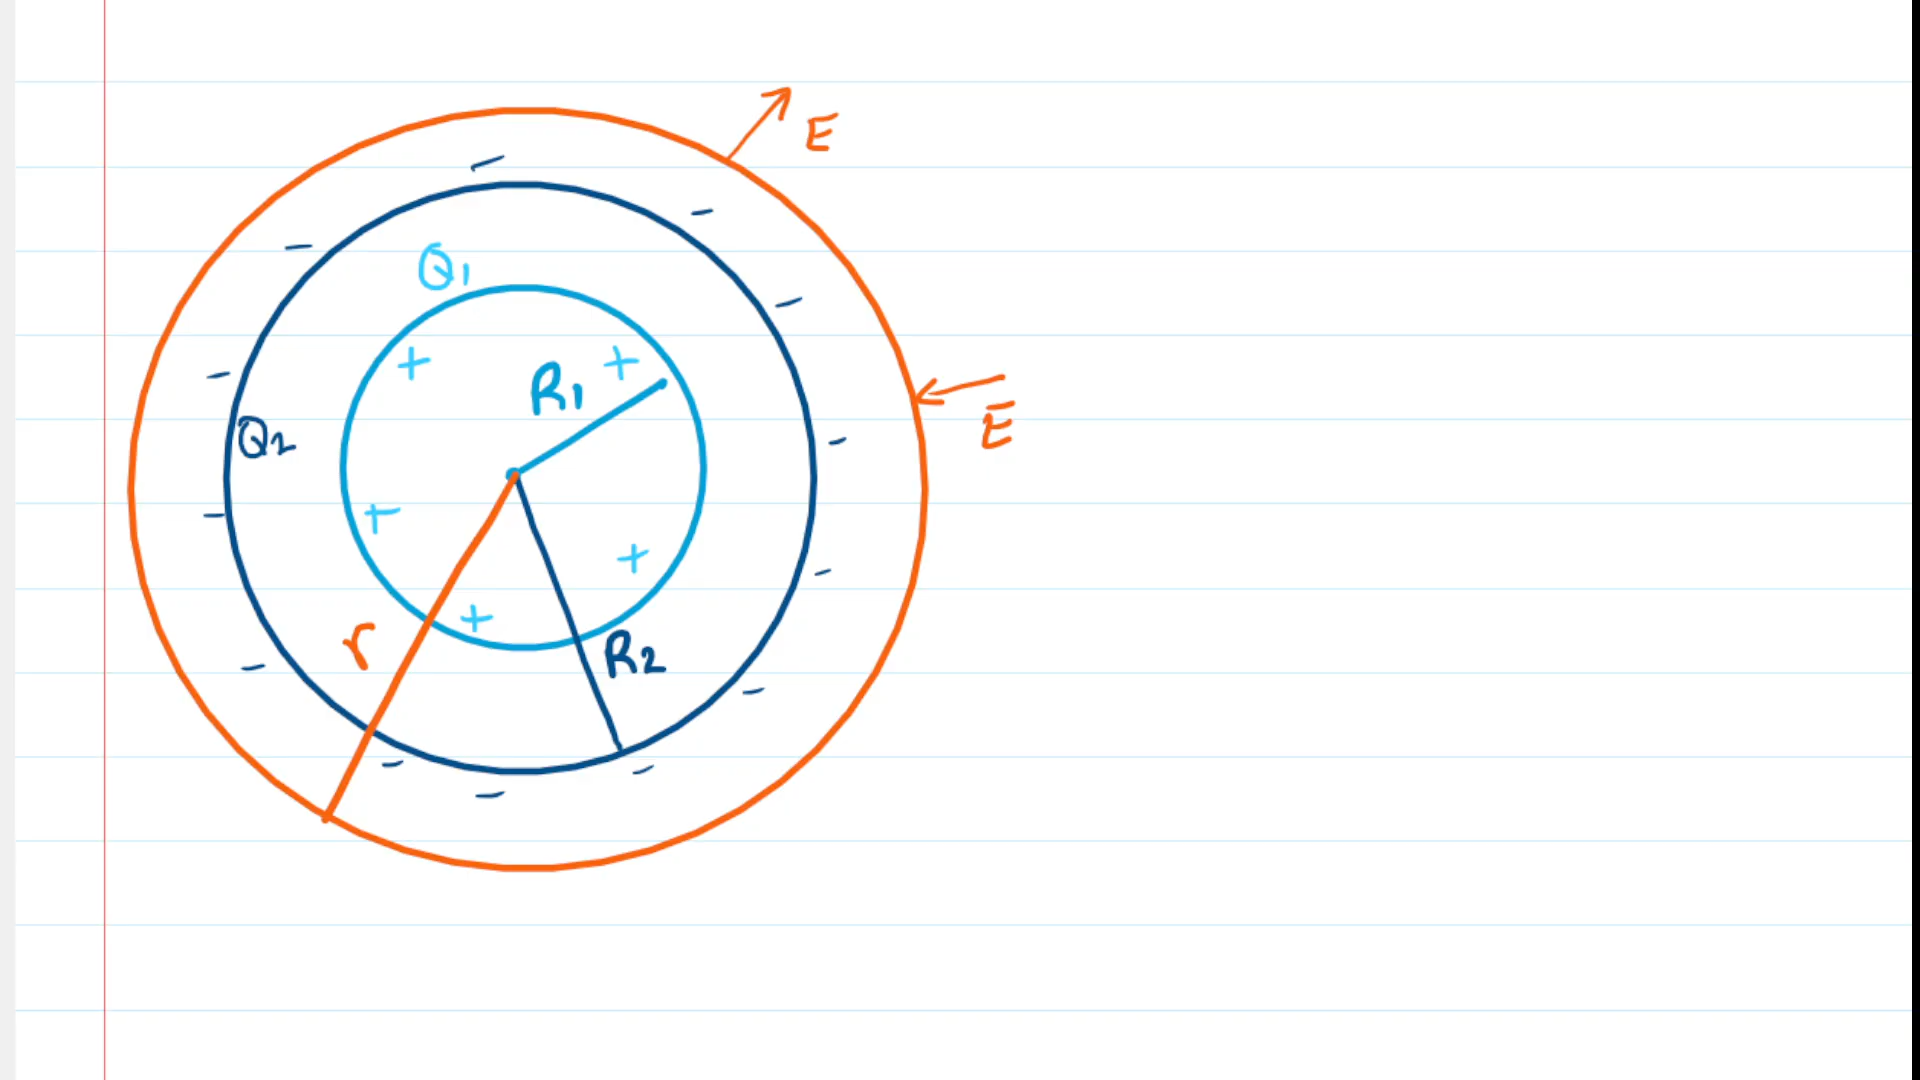 E
-
-
-
Q₁
-
+
+
R₁
-
E
Q₂
-
-
+
+
-
+
r
R₂
-
-
-
-
-